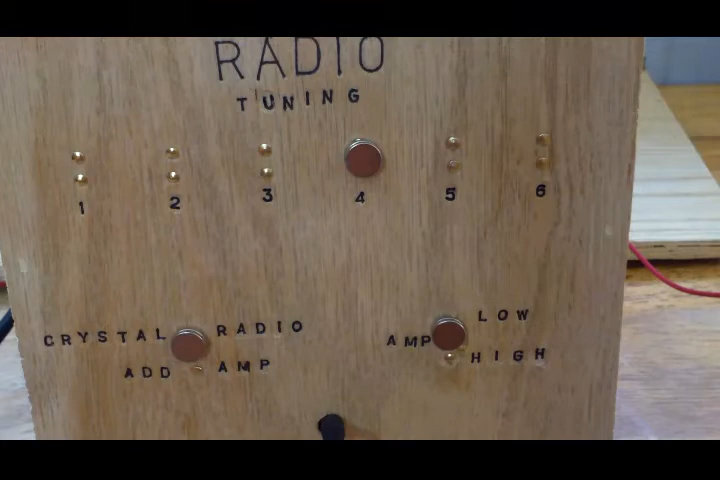 RADIO
TUNING
1 2 3 4 5 6
CRYSTAL RADIO
ADD AMP
AMP LOW
HIGH